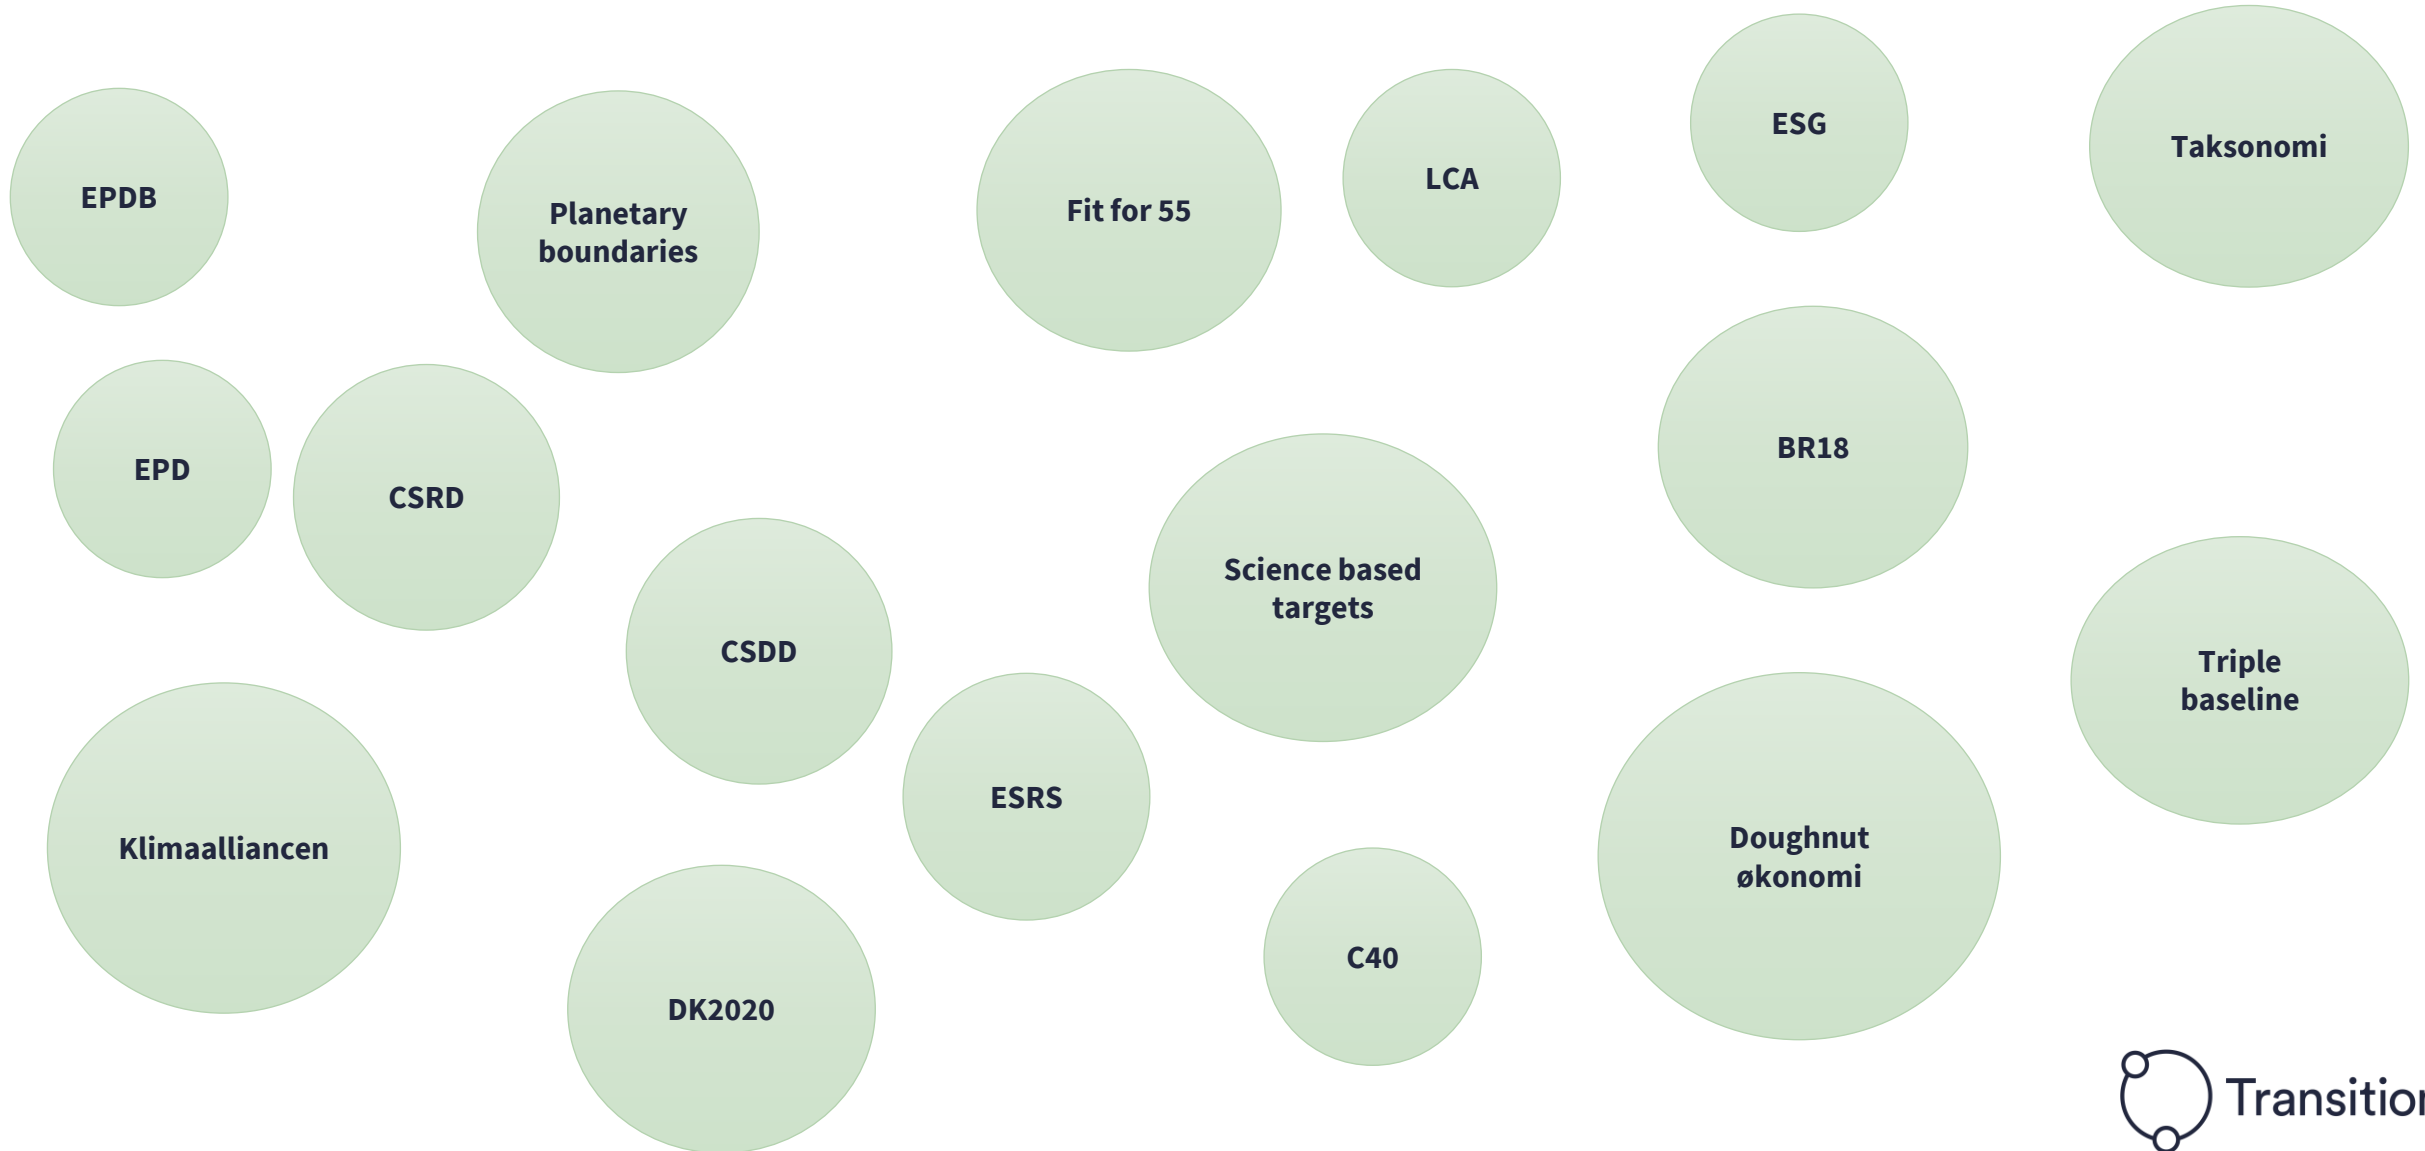 EPDB
Planetary
boundaries
Fit for 55
LCA
ESG
Taksonomi
EPD
CSRD
BR18
Science based
targets
CSDD
Triple
baseline
ESRS
Klimaalliancen
Doughnut
økonomi
DK2020
C40
Transition